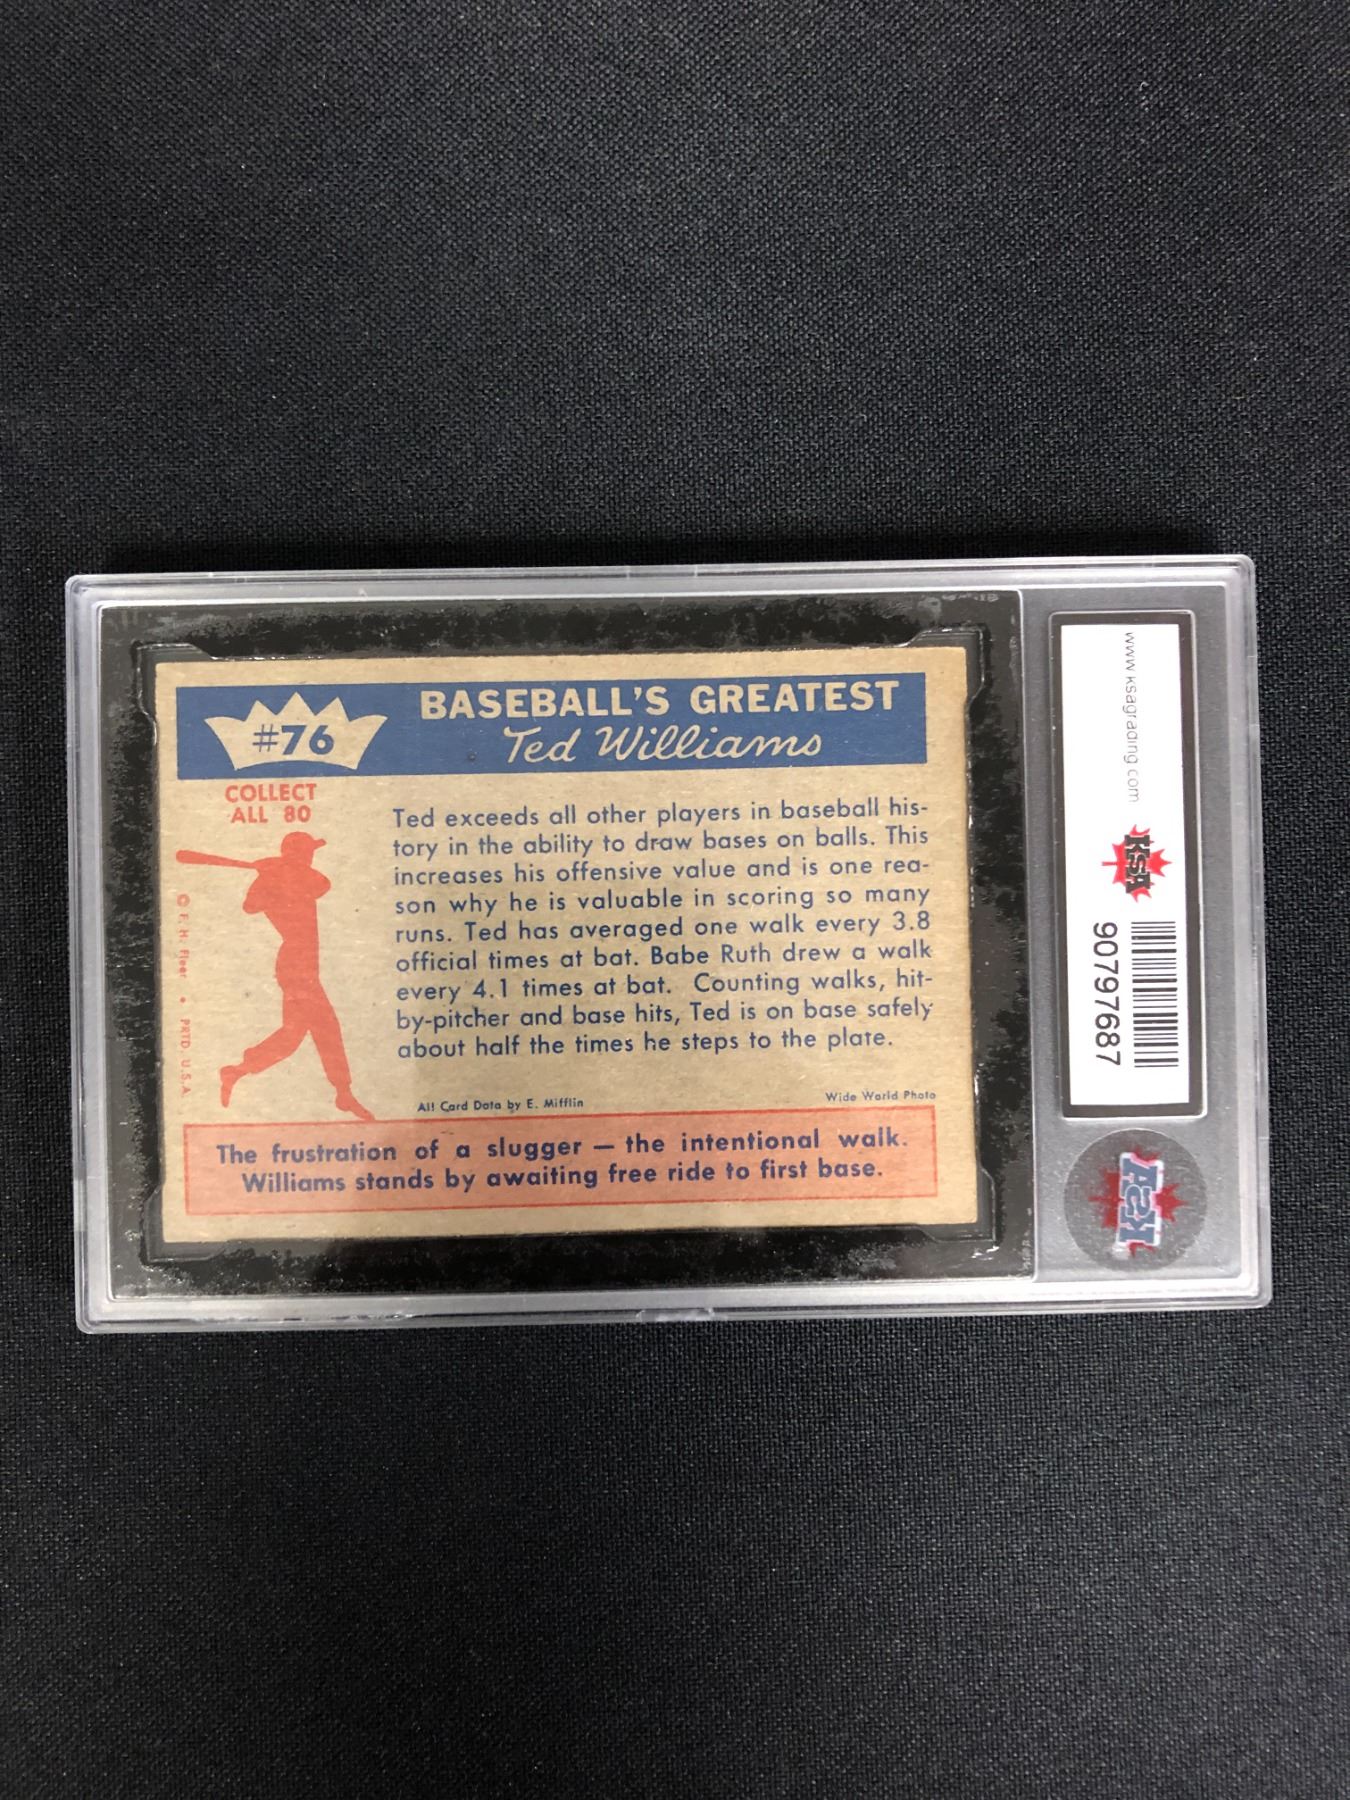 #76
BASEBALL'S GREATEST
Ted Williams
COLLECT
ALL 80
Ted exceeds all other players in baseball his-
tory in the ability to draw bases on balls. This
increases his offensive value and is one rea-
son why he is valuable in scoring so many
runs. Ted has averaged one walk every 3.8
official times at bat. Babe Ruth drew a walk
every 4.1 times at bat. Counting walks, hit-
by-pitcher and base hits, Ted is on base safely
about half the times he steps to the plate.
© F. H. Fleer • PRTD. U.S.A.
All Card Data by E. Mifflin
Wide World Photo
The frustration of a slugger — the intentional walk.
Williams stands by awaiting free ride to first base.
www.ksagrading.com
KSA
90797687
KSA